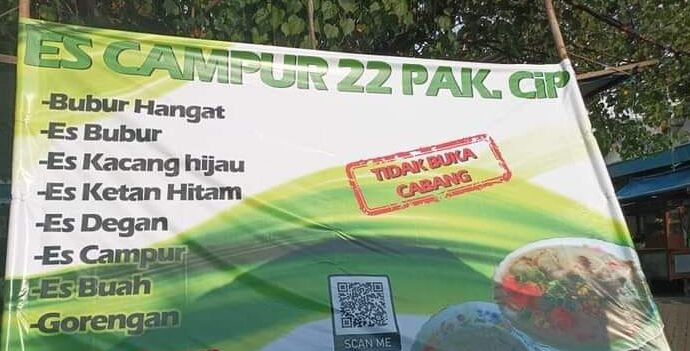 ES CAMPUR 22 PAK. CiP
-Bubur Hangat
-Es Bubur
-Es Kacang hijau
-Es Ketan Hitam
-Es Degan
-Es Campur
-Es Buah
-Gorengan
TIDAK BUKA
CABANG
SCAN ME